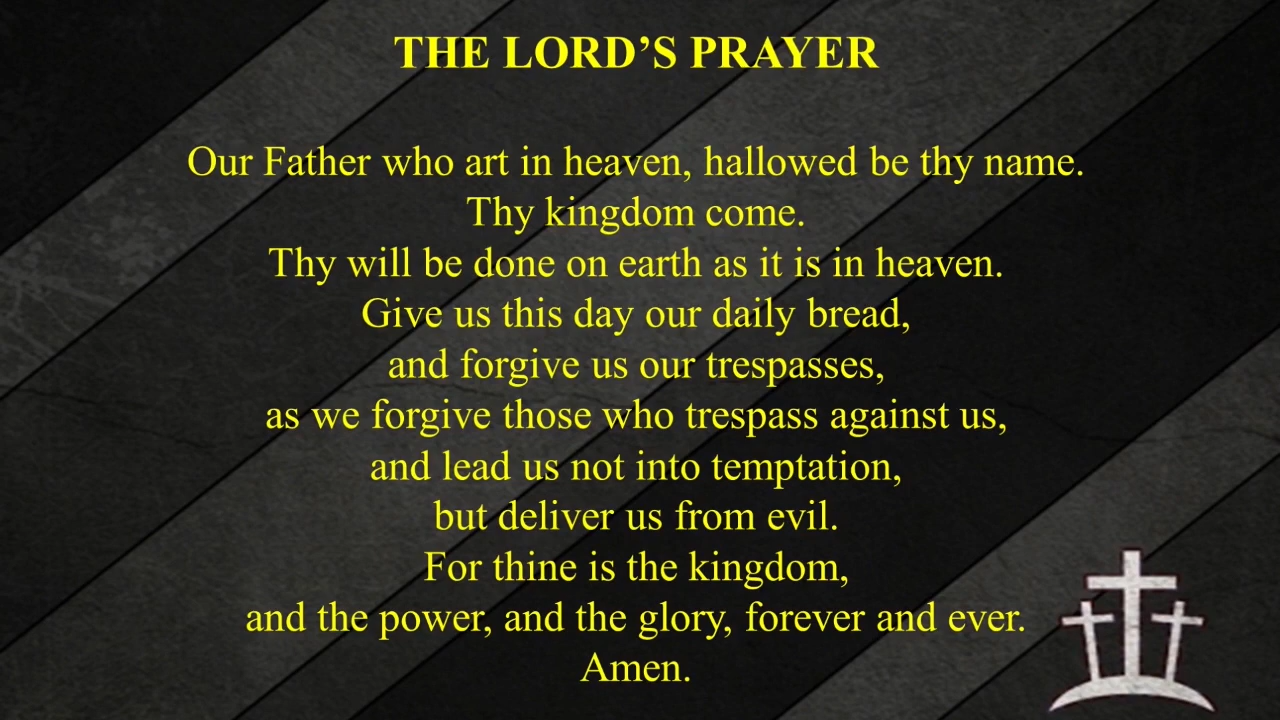 THE LORD’S PRAYER
Our Father who art in heaven, hallowed be thy name.
Thy kingdom come.
Thy will be done on earth as it is in heaven.
Give us this day our daily bread,
and forgive us our trespasses,
as we forgive those who trespass against us,
and lead us not into temptation,
but deliver us from evil.
For thine is the kingdom,
and the power, and the glory, forever and ever.
Amen.